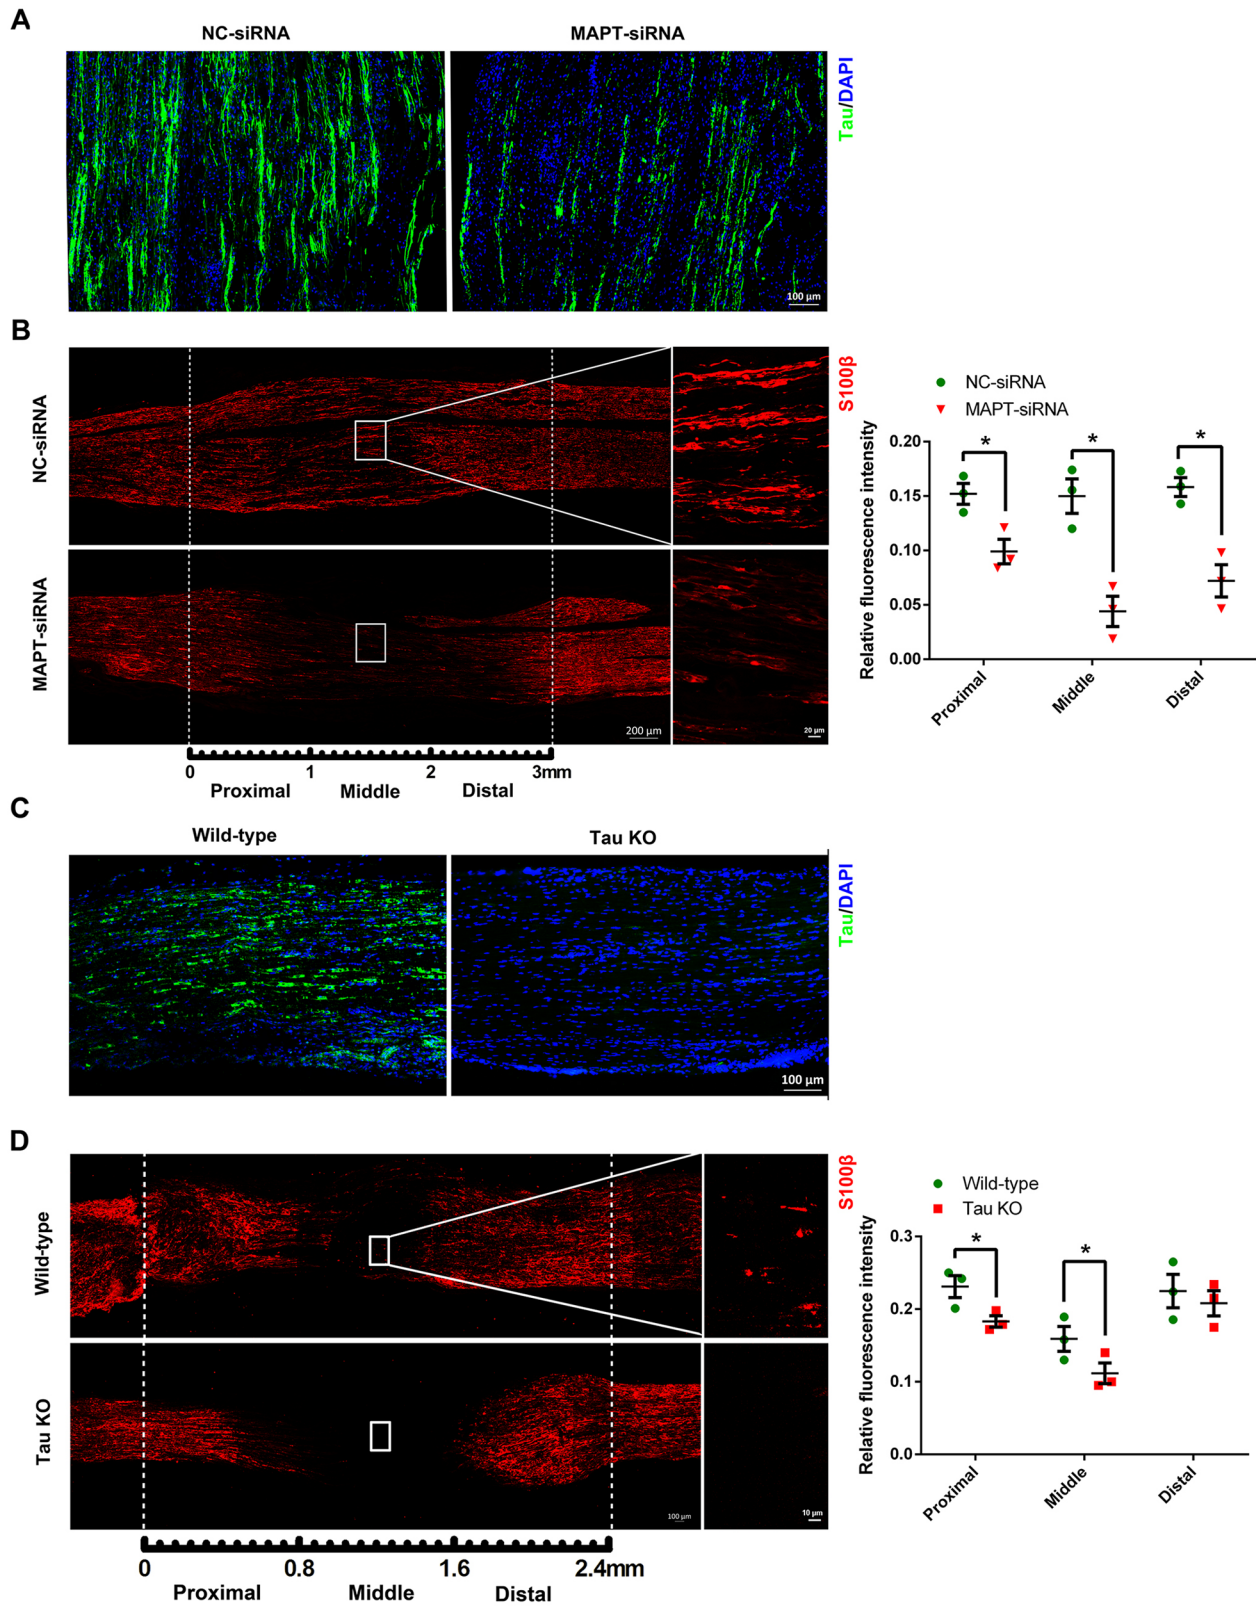 A
NC-siRNA
MAPT-siRNA
Tau/DAPI
100 µm
B
NC-siRNA
MAPT-siRNA
S100β
200 µm
20 µm
0 1 2 3mm
Proximal Middle Distal
NC-siRNA
MAPT-siRNA
Relative fluorescence intensity
0.20
0.15
0.10
0.05
0.00
* * *
Proximal
Middle
Distal
C
Wild-type
Tau KO
Tau/DAPI
100 µm
D
Wild-type
Tau KO
S100β
100 µm
10 µm
0 0.8 1.6 2.4mm
Proximal Middle Distal
Wild-type
Tau KO
Relative fluorescence intensity
0.3
0.2
0.1
0.0
* *
Proximal
Middle
Distal